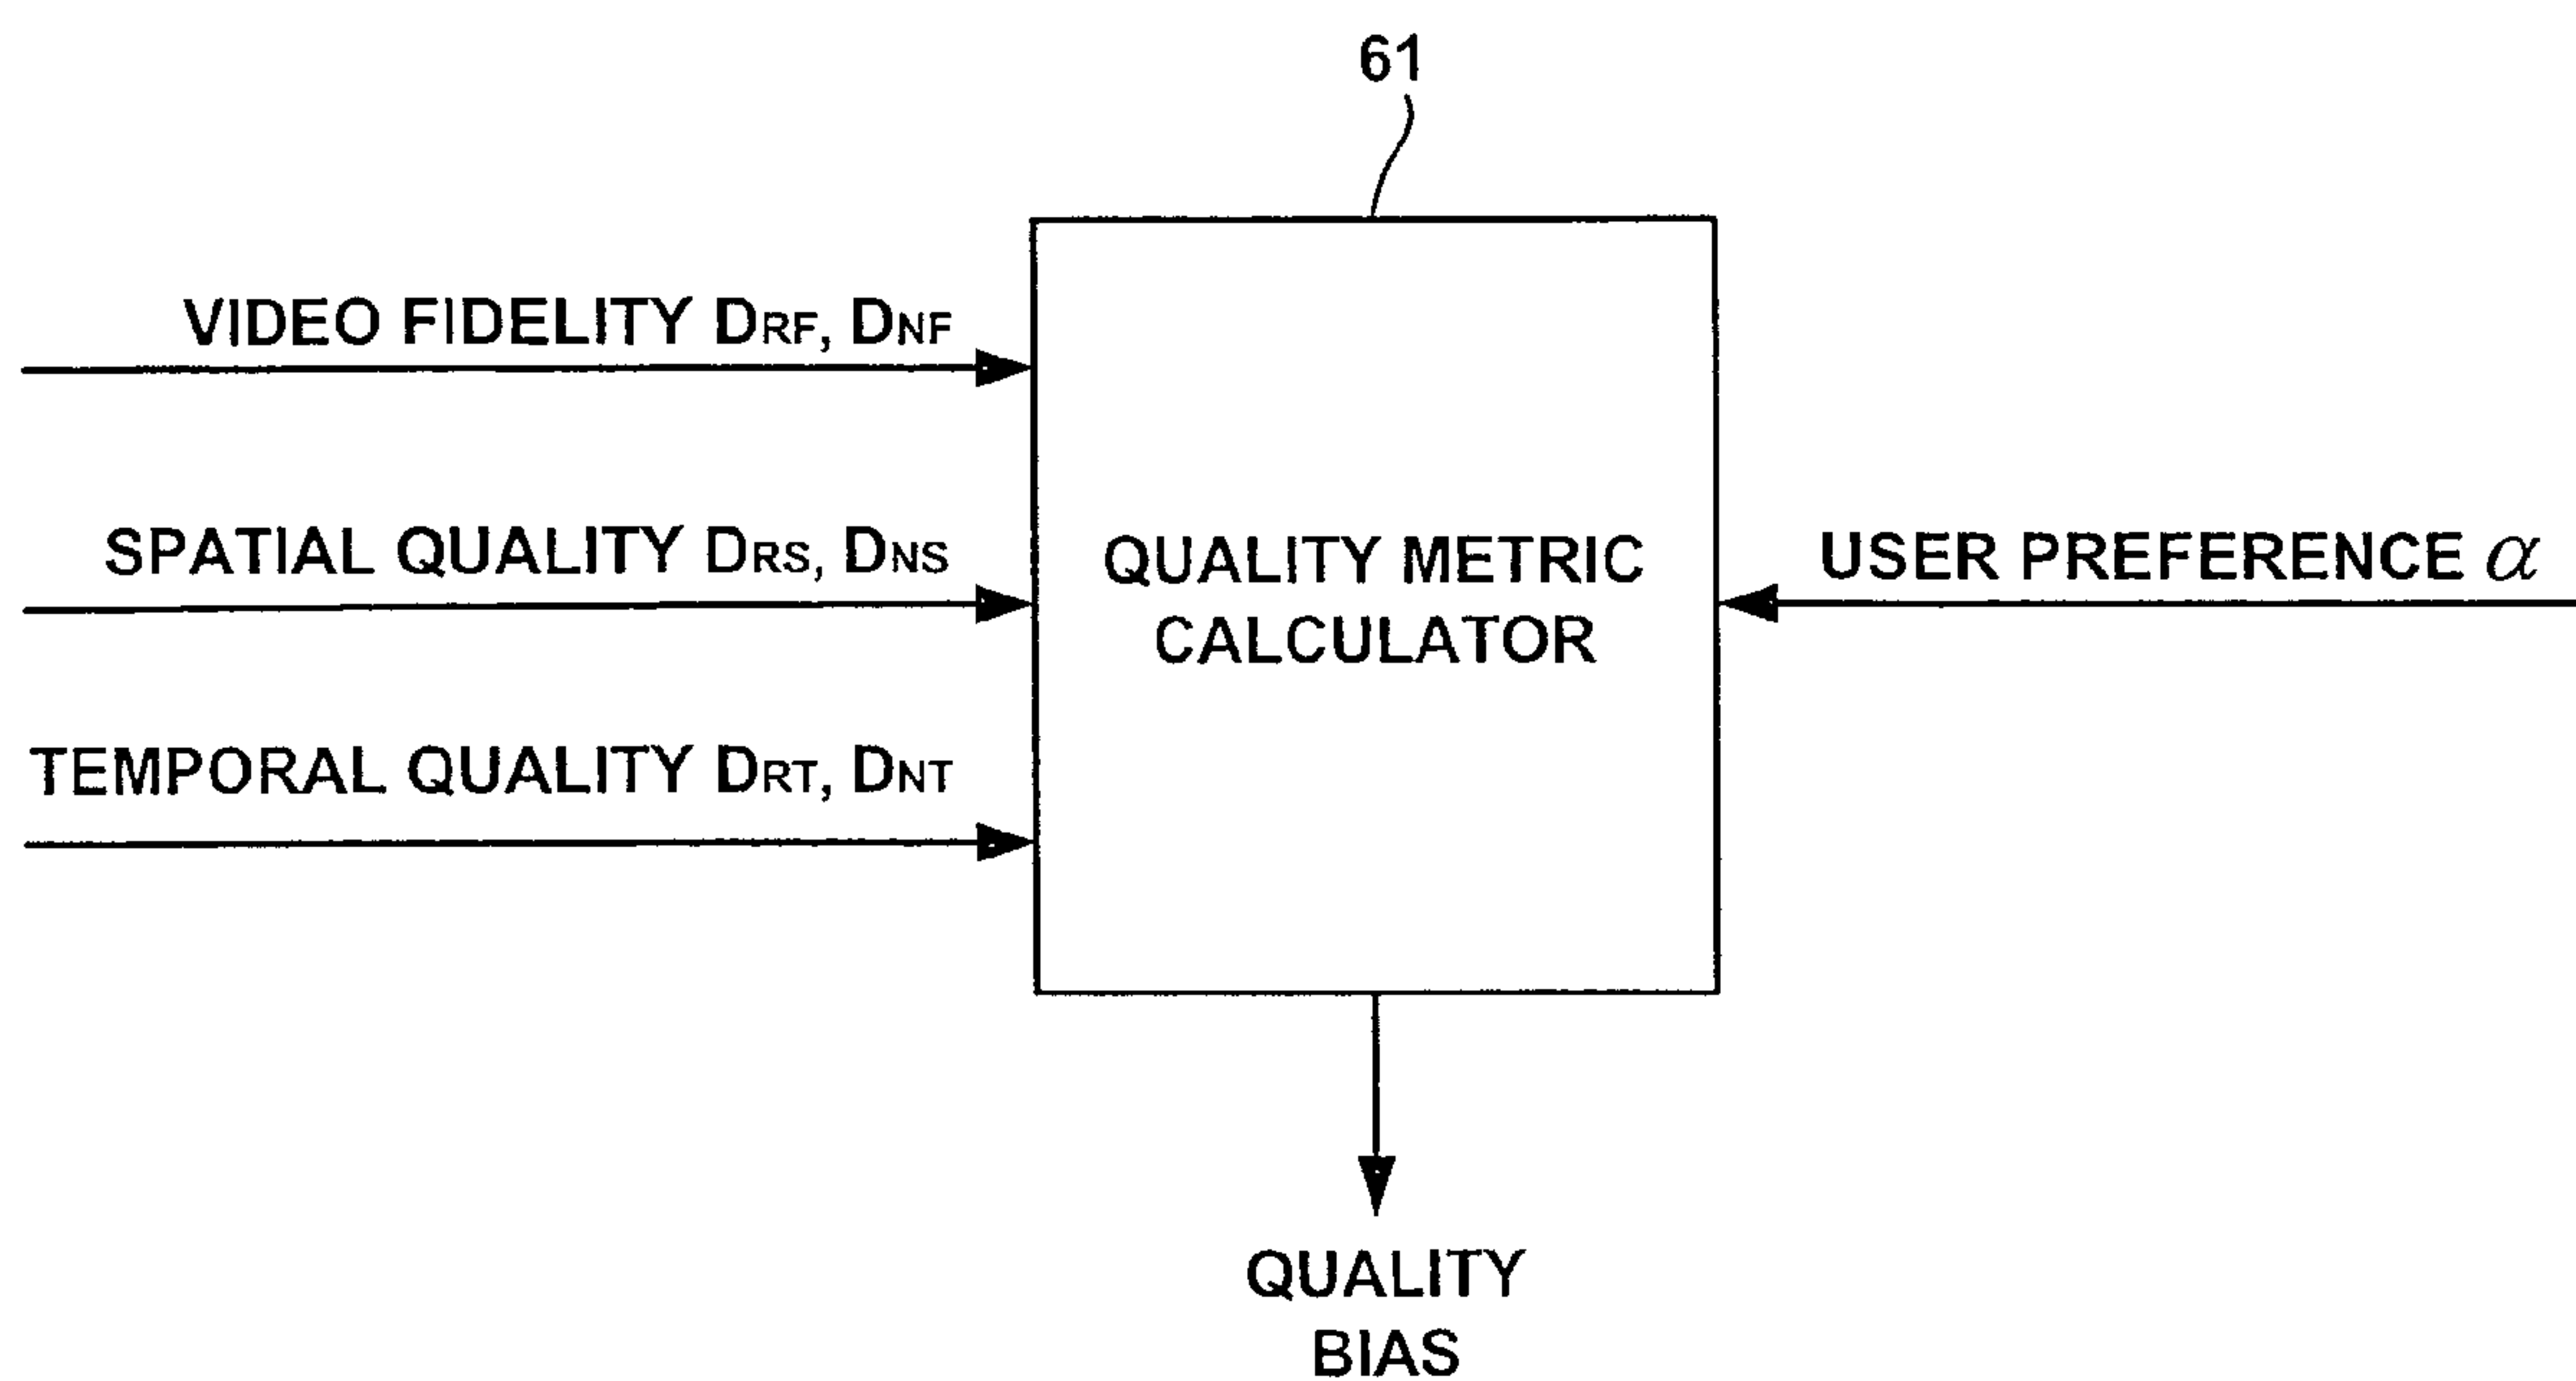 61
VIDEO FIDELITY DRF, DNF
SPATIAL QUALITY DRS, DNS
TEMPORAL QUALITY DRT, DNT
QUALITY METRIC
CALCULATOR
USER PREFERENCE α
QUALITY
BIAS